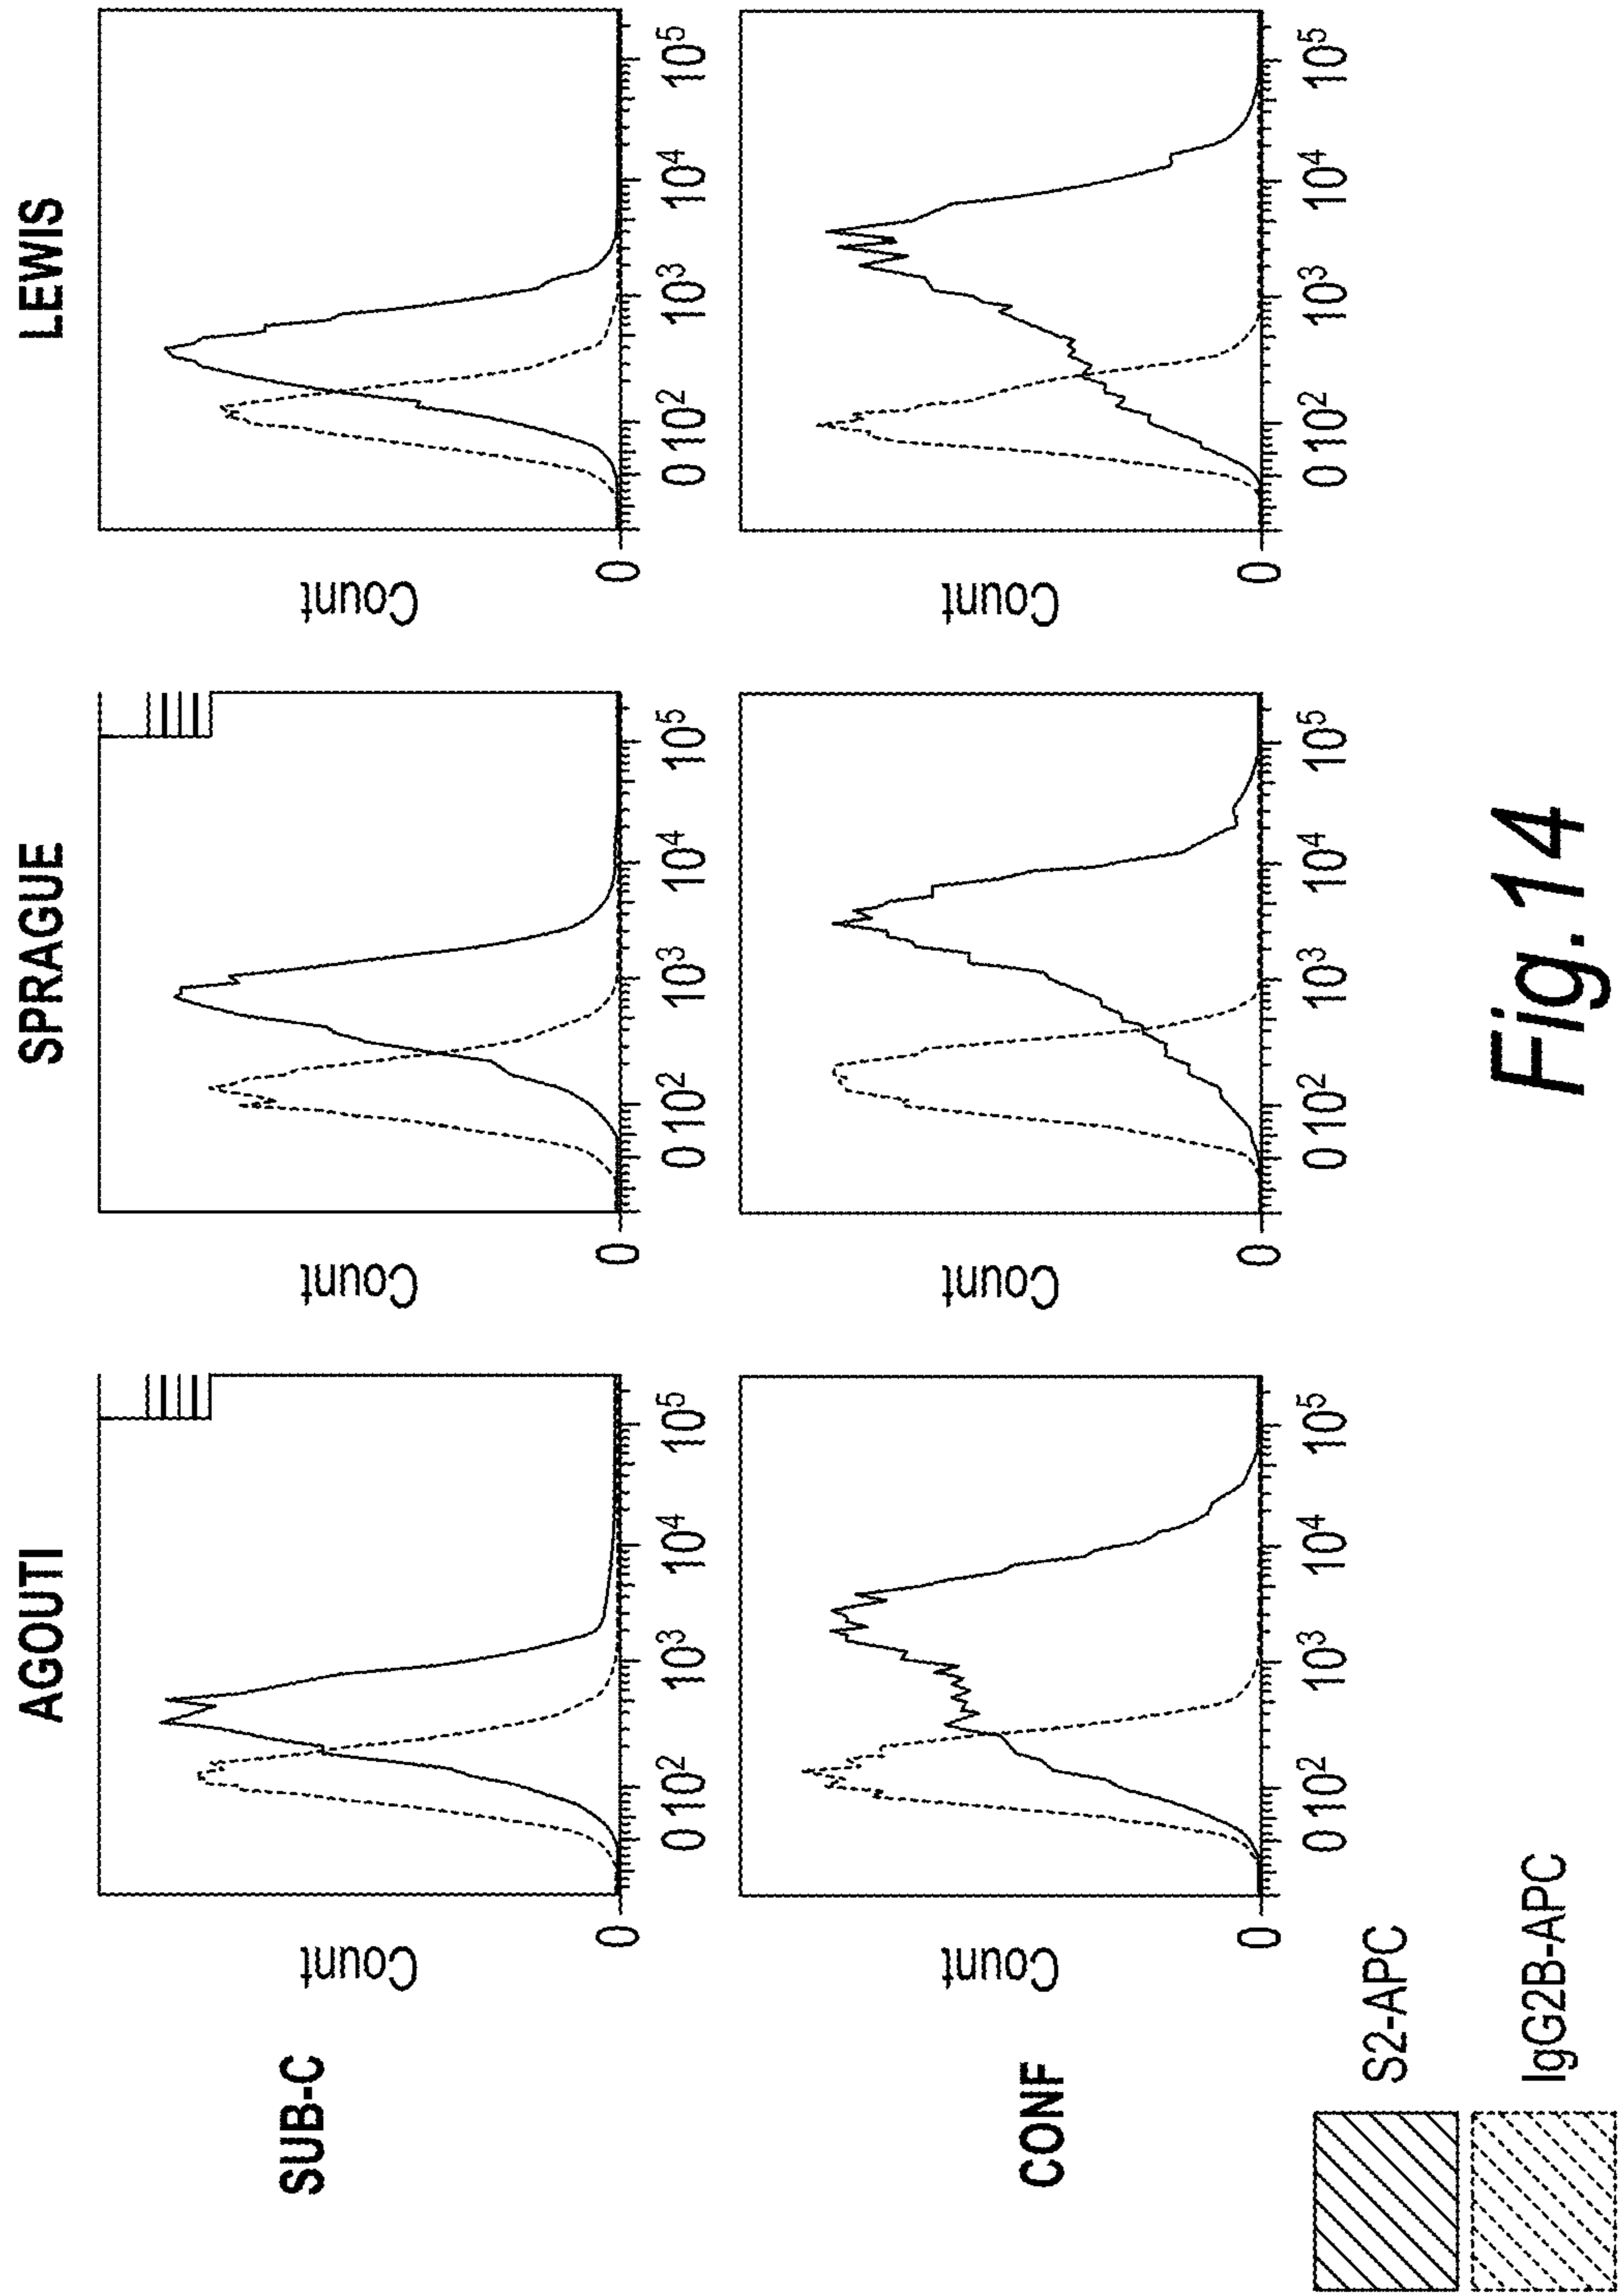 AGOUTI
SPRAGUE
LEWIS
SUB-C
Count
0
0 10² 10³ 10⁴ 10⁵
Count
0
0 10² 10³ 10⁴ 10⁵
Count
0
0 10² 10³ 10⁴ 10⁵
CONF
Count
0
0 10² 10³ 10⁴ 10⁵
Count
0
0 10² 10³ 10⁴ 10⁵
Count
0
0 10² 10³ 10⁴ 10⁵
S2-APC
IgG2B-APC
Fig.14